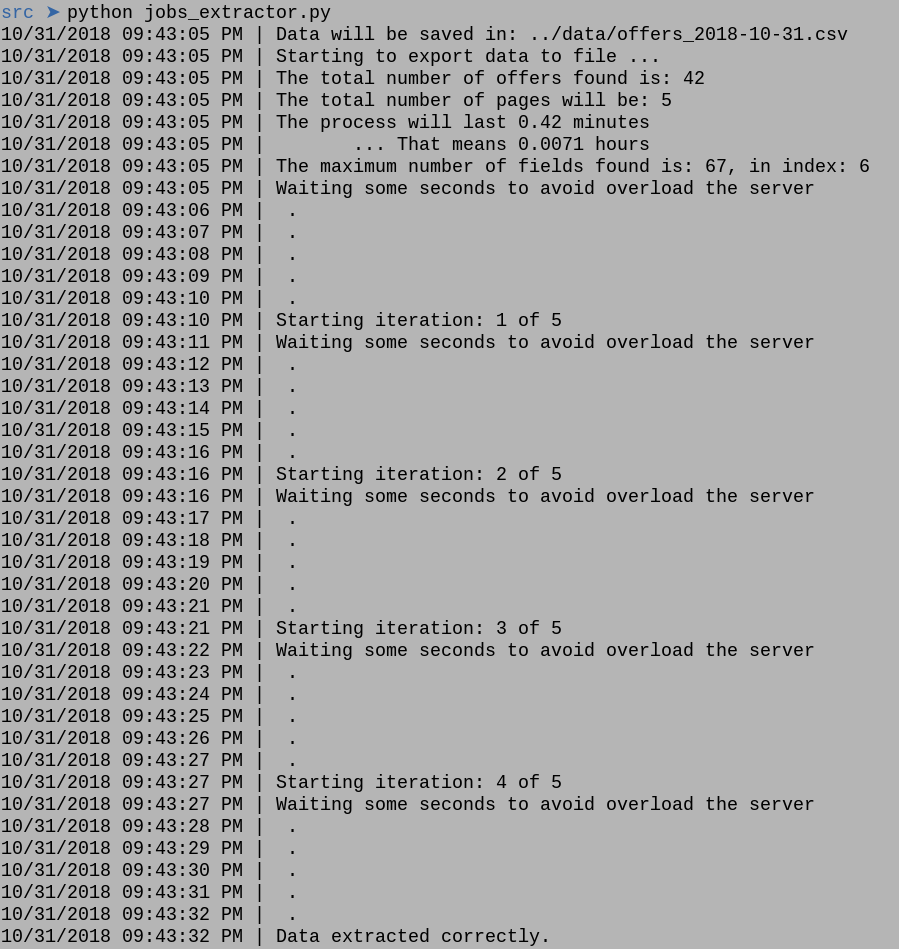 src ➤ python jobs_extractor.py
10/31/2018 09:43:05 PM | Data will be saved in: ../data/offers_2018-10-31.csv
10/31/2018 09:43:05 PM | Starting to export data to file ...
10/31/2018 09:43:05 PM | The total number of offers found is: 42
10/31/2018 09:43:05 PM | The total number of pages will be: 5
10/31/2018 09:43:05 PM | The process will last 0.42 minutes
10/31/2018 09:43:05 PM |        ... That means 0.0071 hours
10/31/2018 09:43:05 PM | The maximum number of fields found is: 67, in index: 6
10/31/2018 09:43:05 PM | Waiting some seconds to avoid overload the server
10/31/2018 09:43:06 PM |  .
10/31/2018 09:43:07 PM |  .
10/31/2018 09:43:08 PM |  .
10/31/2018 09:43:09 PM |  .
10/31/2018 09:43:10 PM |  .
10/31/2018 09:43:10 PM | Starting iteration: 1 of 5
10/31/2018 09:43:11 PM | Waiting some seconds to avoid overload the server
10/31/2018 09:43:12 PM |  .
10/31/2018 09:43:13 PM |  .
10/31/2018 09:43:14 PM |  .
10/31/2018 09:43:15 PM |  .
10/31/2018 09:43:16 PM |  .
10/31/2018 09:43:16 PM | Starting iteration: 2 of 5
10/31/2018 09:43:16 PM | Waiting some seconds to avoid overload the server
10/31/2018 09:43:17 PM |  .
10/31/2018 09:43:18 PM |  .
10/31/2018 09:43:19 PM |  .
10/31/2018 09:43:20 PM |  .
10/31/2018 09:43:21 PM |  .
10/31/2018 09:43:21 PM | Starting iteration: 3 of 5
10/31/2018 09:43:22 PM | Waiting some seconds to avoid overload the server
10/31/2018 09:43:23 PM |  .
10/31/2018 09:43:24 PM |  .
10/31/2018 09:43:25 PM |  .
10/31/2018 09:43:26 PM |  .
10/31/2018 09:43:27 PM |  .
10/31/2018 09:43:27 PM | Starting iteration: 4 of 5
10/31/2018 09:43:27 PM | Waiting some seconds to avoid overload the server
10/31/2018 09:43:28 PM |  .
10/31/2018 09:43:29 PM |  .
10/31/2018 09:43:30 PM |  .
10/31/2018 09:43:31 PM |  .
10/31/2018 09:43:32 PM |  .
10/31/2018 09:43:32 PM | Data extracted correctly.